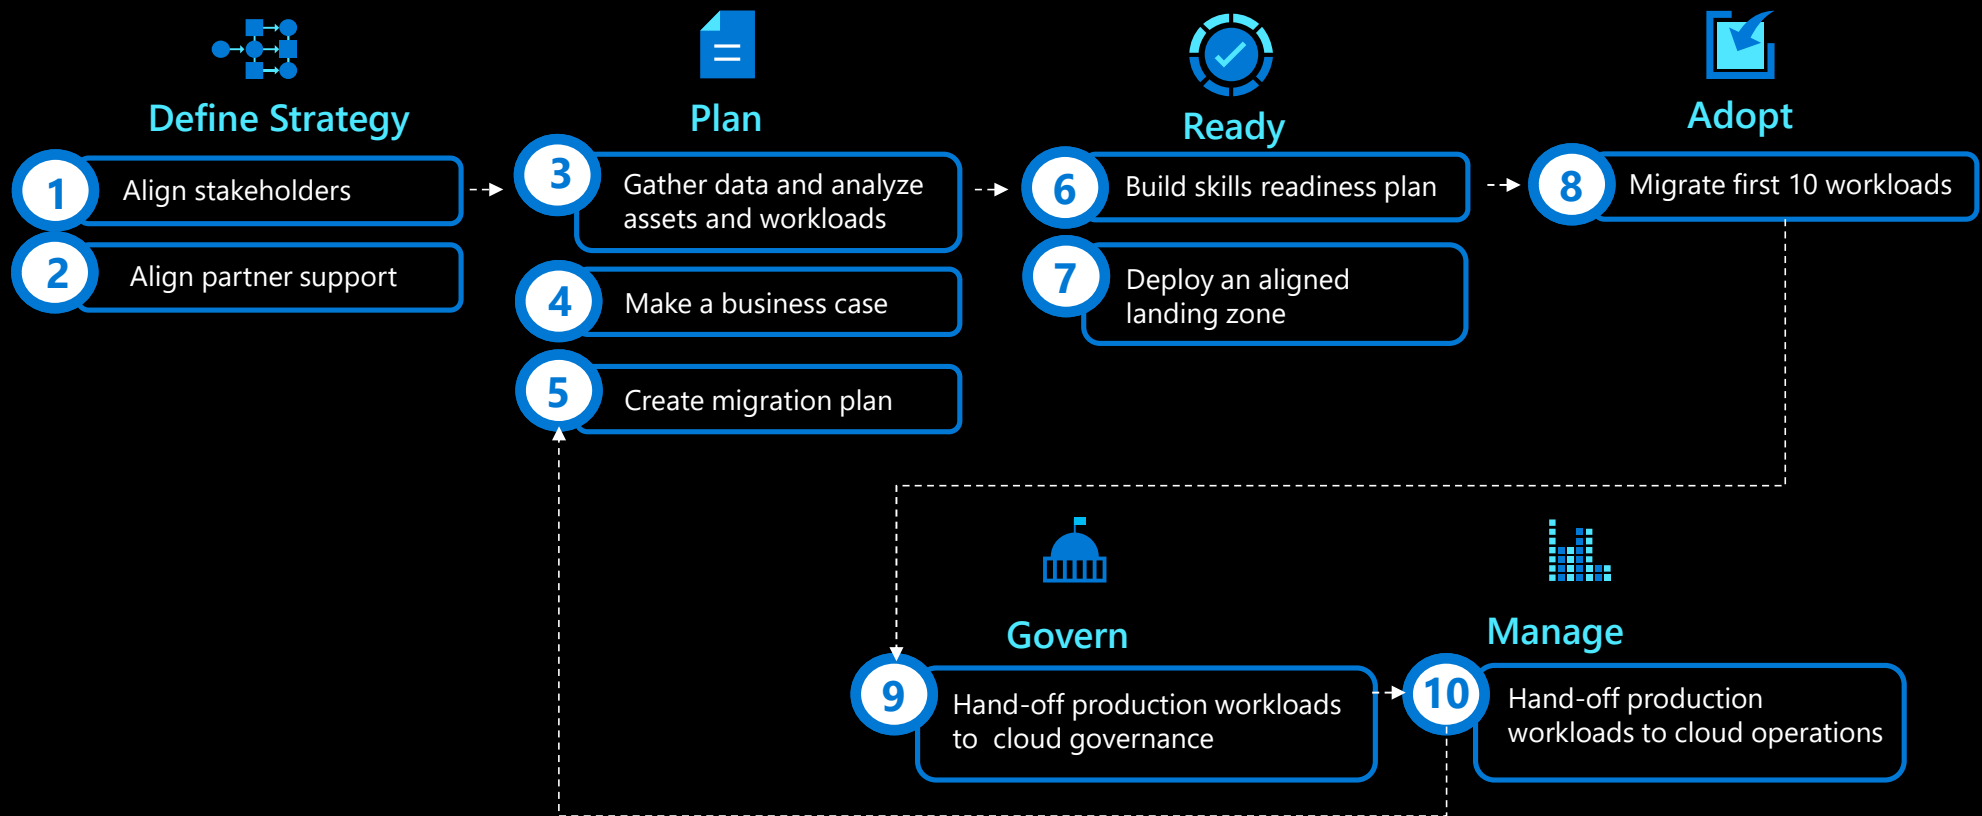 Define Strategy
1
Align stakeholders
2
Align partner support
Plan
3
Gather data and analyze
assets and workloads
4
Make a business case
5
Create migration plan
Ready
6
Build skills readiness plan
7
Deploy an aligned
landing zone
Adopt
8
Migrate first 10 workloads
Govern
9
Hand-off production workloads
to  cloud governance
Manage
10
Hand-off production
workloads to cloud operations